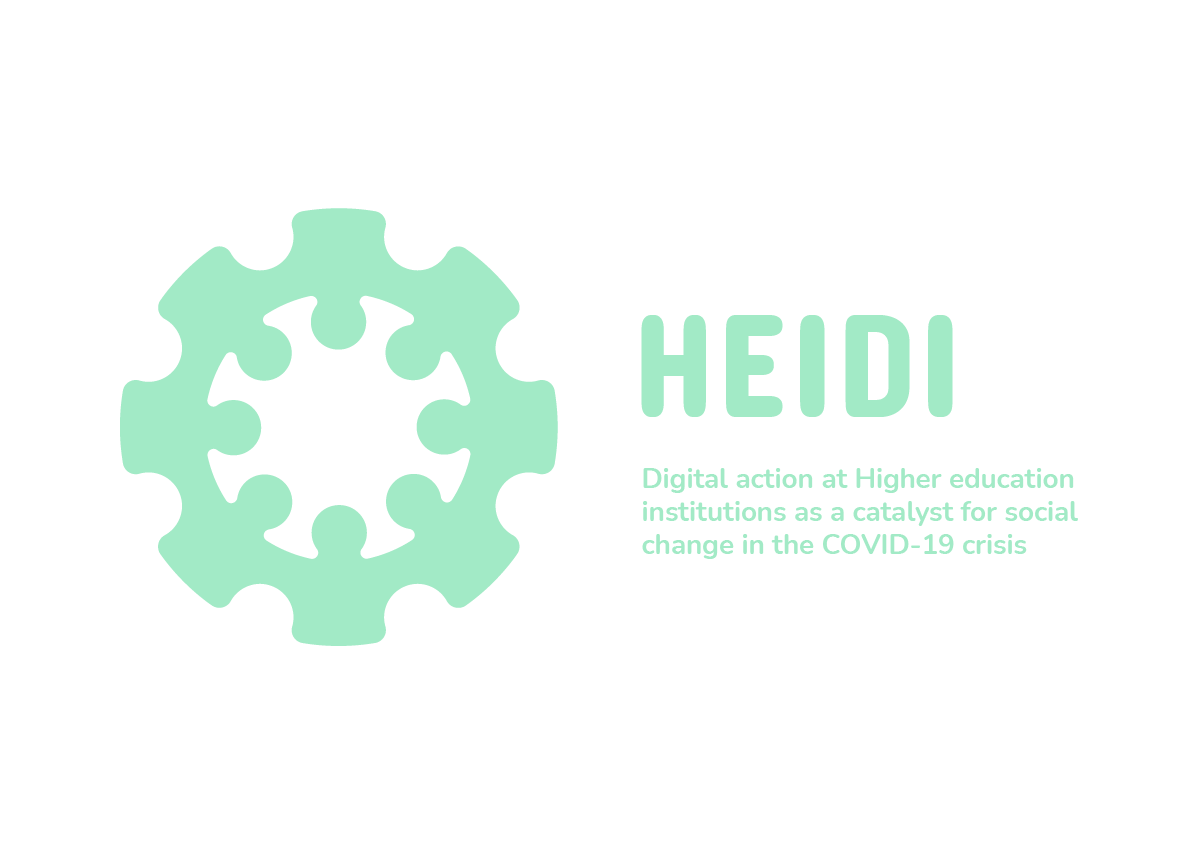 HEIDI
Digital action at Higher education
institutions as a catalyst for social
change in the COVID-19 crisis